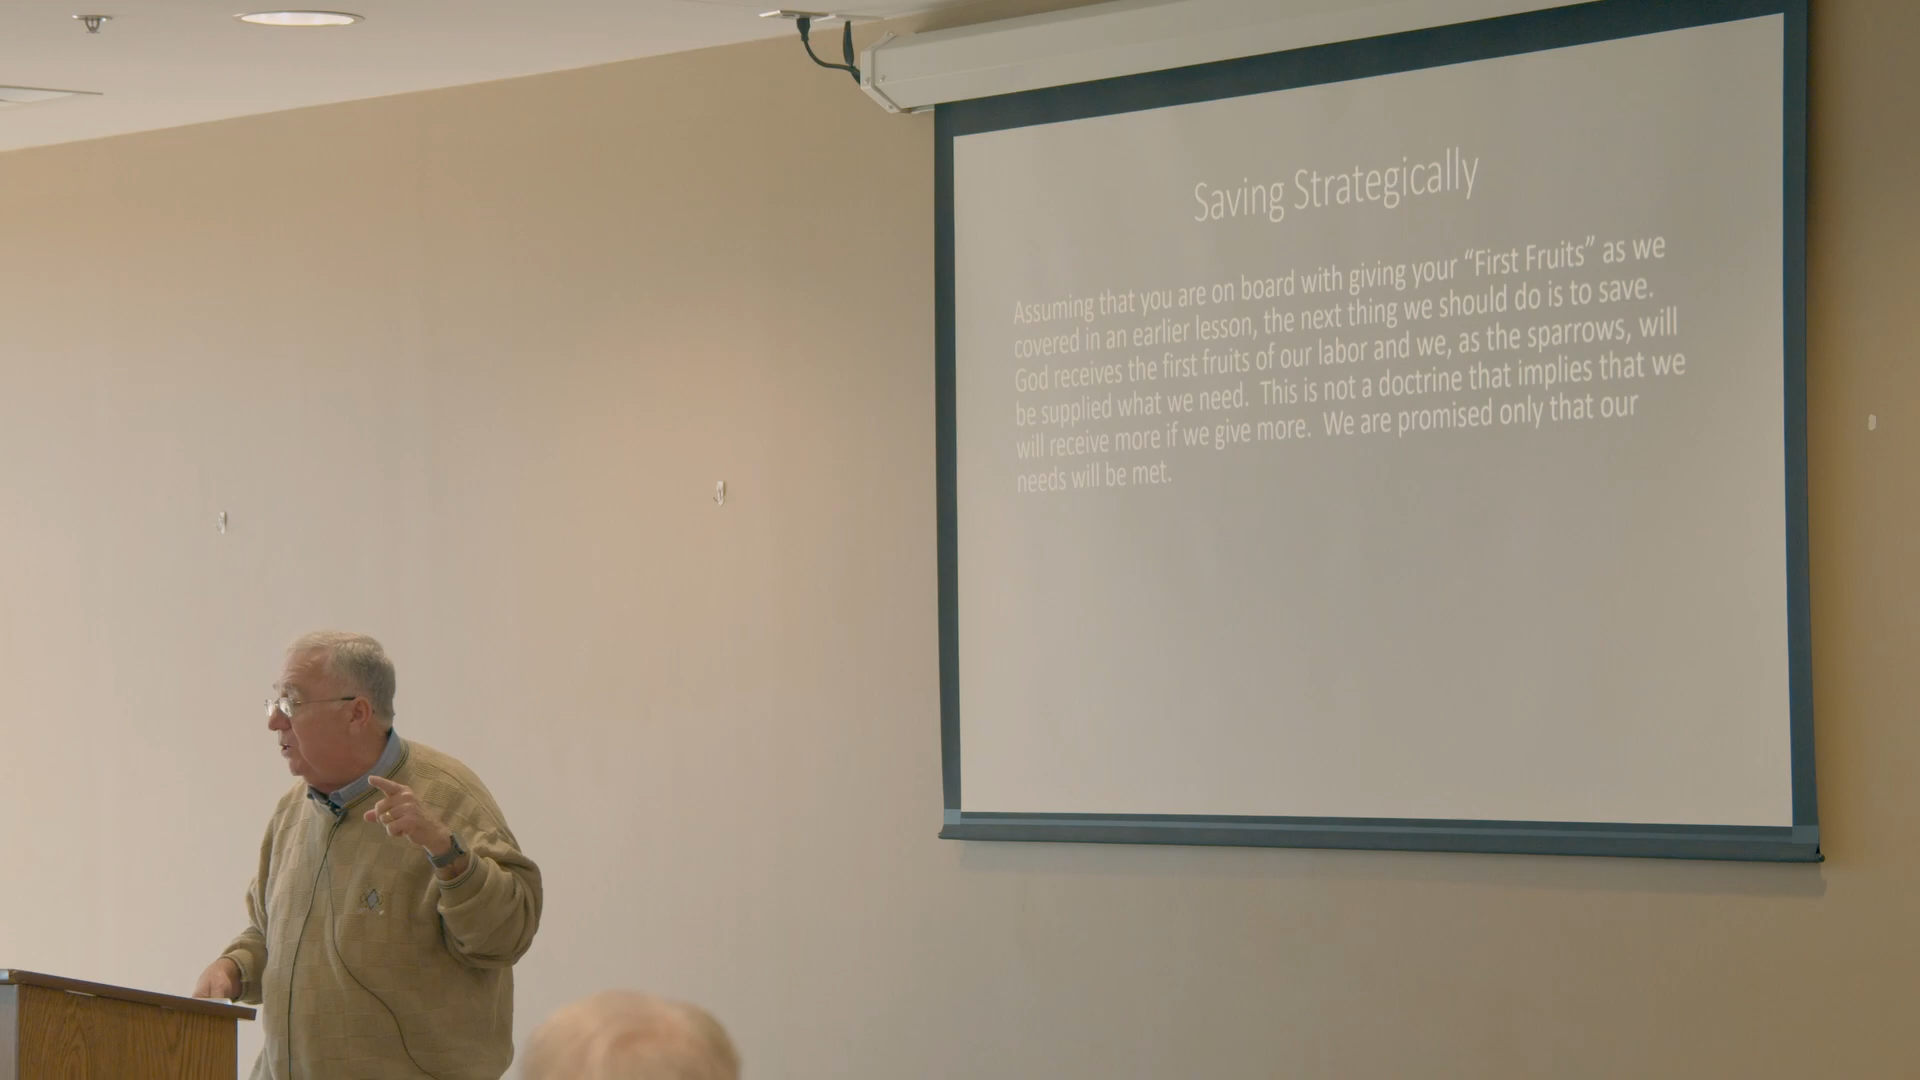 Saving Strategically
Assuming that you are on board with giving your “First Fruits” as we
covered in an earlier lesson, the next thing we should do is to save.
God receives the first fruits of our labor and we, as the sparrows, will
be supplied what we need.  This is not a doctrine that implies that we
will receive more if we give more.  We are promised only that our
needs will be met.